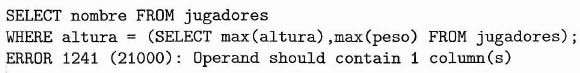 SELECT nombre FROM jugadores
WHERE altura = (SELECT max(altura),max(peso) FROM jugadores);
ERROR 1241 (21000): Operand should contain 1 column(s)